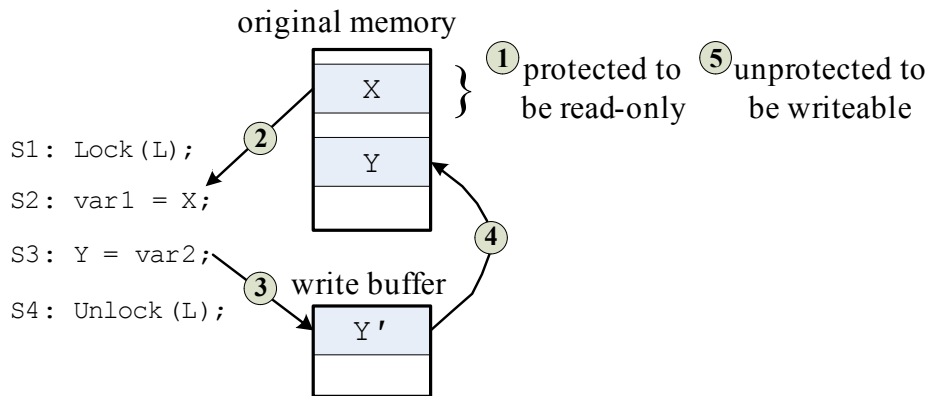 original memory
X
1
protected to
be read-only
5
unprotected to
be writeable
2
S1: Lock(L);
Y
S2: var1 = X;
4
S3: Y = var2;
3
write buffer
S4: Unlock(L);
Y'